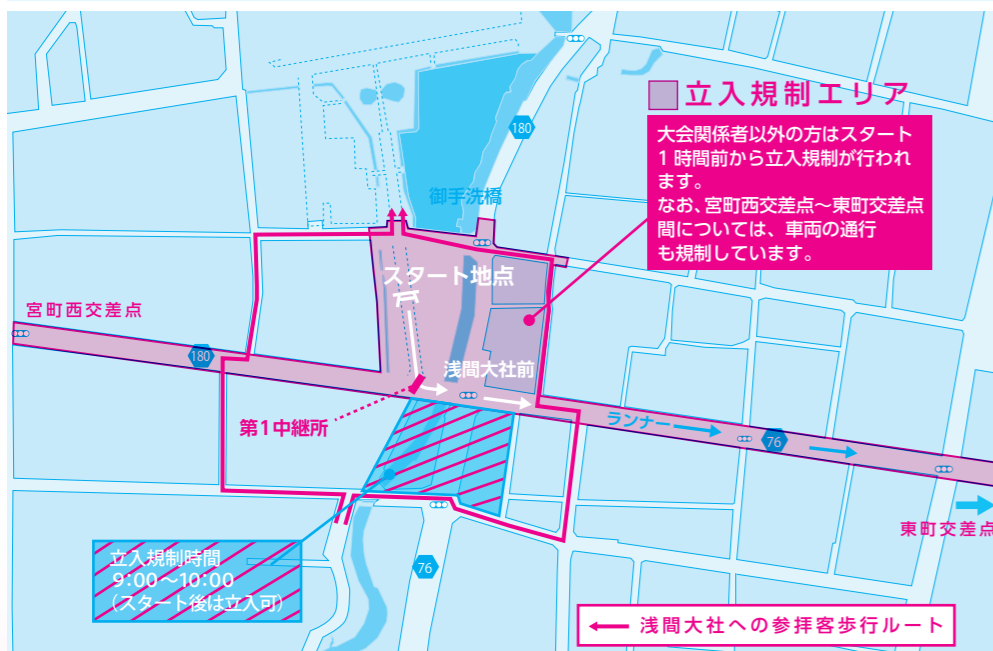 180
立入規制エリア
大会関係者以外の方はスタート
1時間前から立入規制が行われ
ます。
なお、宮町西交差点～東町交差点
間については、車両の通行
も規制しています。
御手洗橋
スタート地点
宮町西交差点
180
浅間大社前
第1中継所
ランナー
76
東町交差点
立入規制時間
9:00～10:00
(スタート後は立入可)
76
浅間大社への参拝客歩行ルート